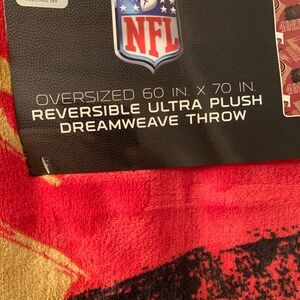 NFL
OVERSIZED 60 IN. X 70 IN.
REVERSIBLE ULTRA PLUSH
DREAMWEAVE THROW